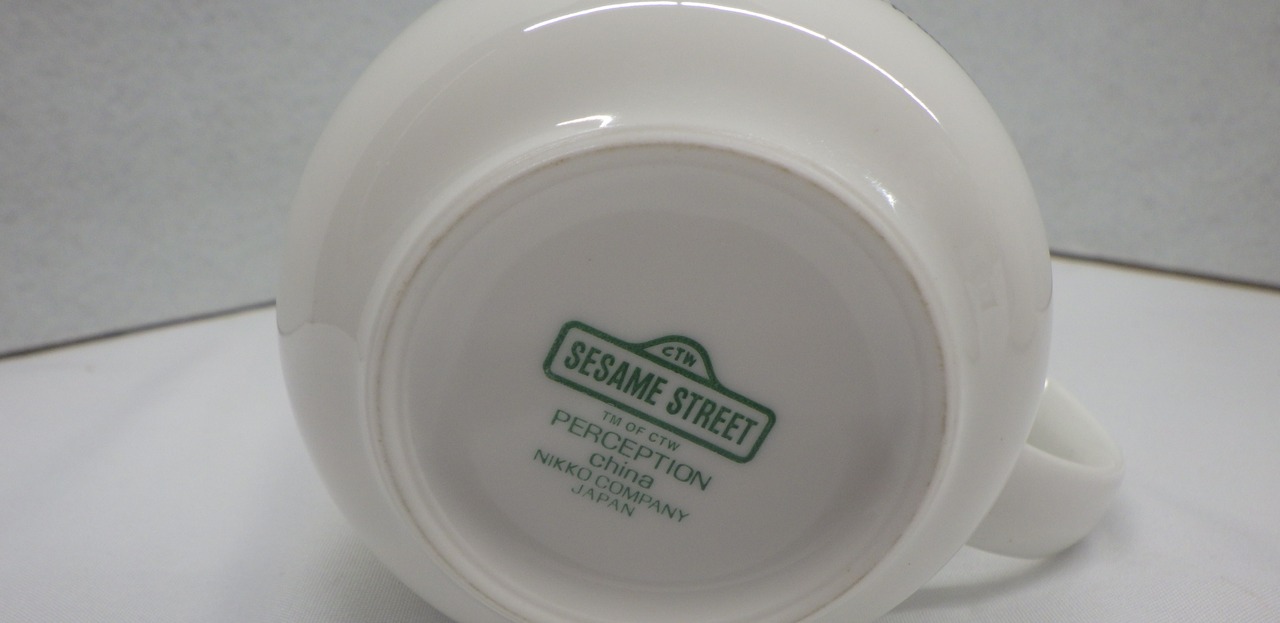 CTW
SESAME STREET
TM OF CTW
PERCEPTION
china
NIKKO COMPANY
JAPAN